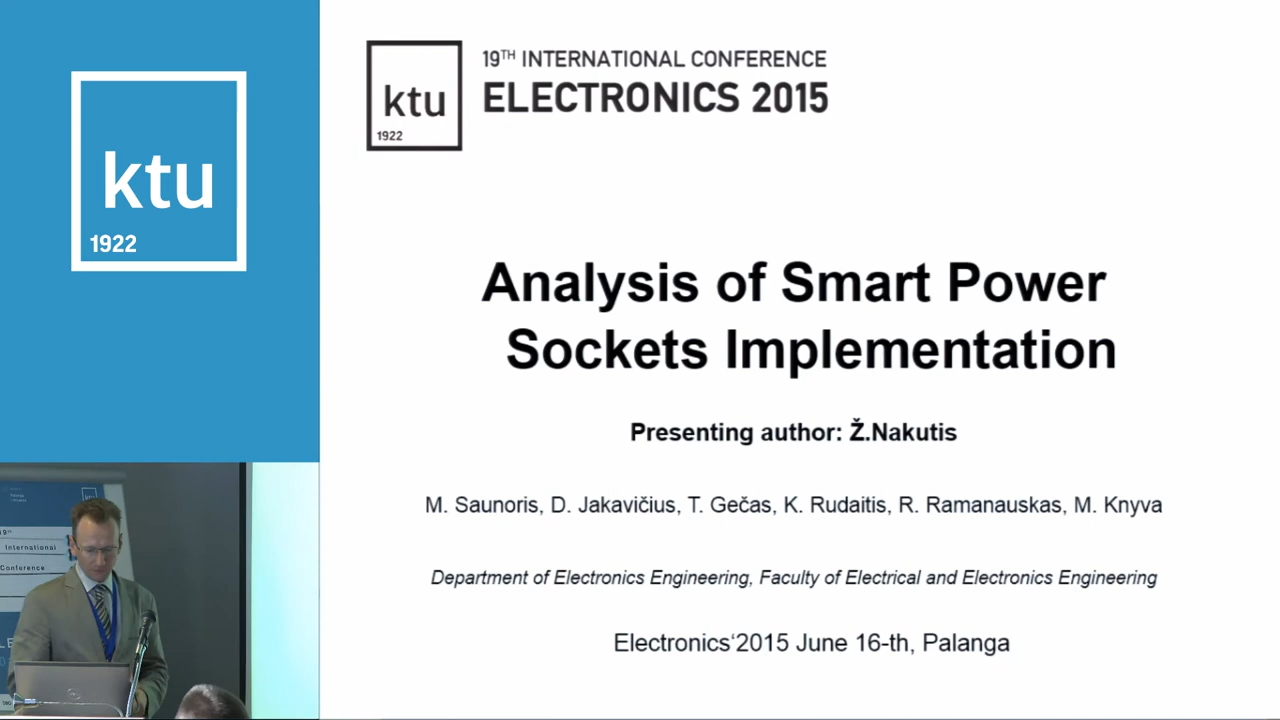 ktu
1922
ktu
1922
19TH INTERNATIONAL CONFERENCE
ELECTRONICS 2015
Analysis of Smart Power
Sockets Implementation
Presenting author: Ž.Nakutis
M. Saunoris, D. Jakavičius, T. Gečas, K. Rudaitis, R. Ramanauskas, M. Knyva
Department of Electronics Engineering, Faculty of Electrical and Electronics Engineering
Electronics‘2015 June 16-th, Palanga
ktu
19th
International
Conference